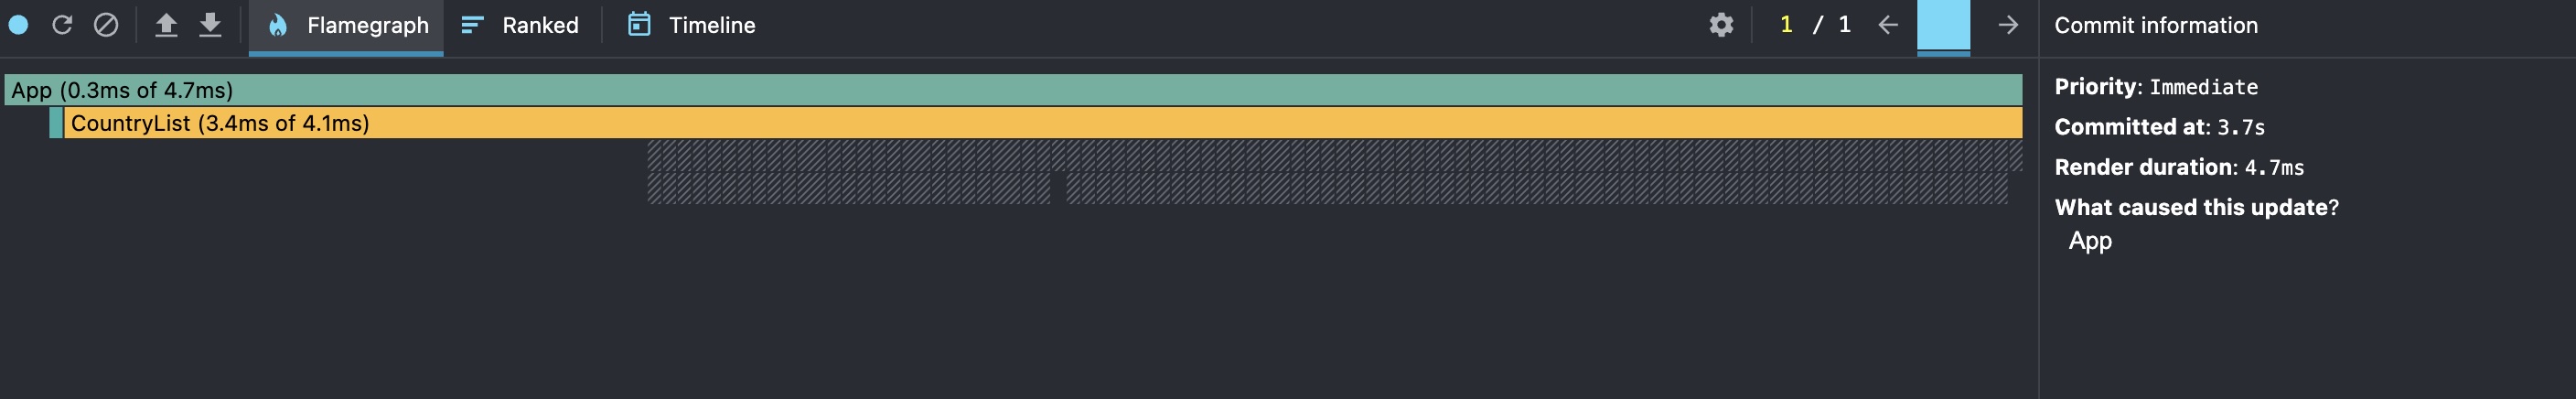 Flamegraph Ranked Timeline 1 / 1 Commit information
App (0.3ms of 4.7ms)
CountryList (3.4ms of 4.1ms)
Priority: Immediate
Committed at: 3.7s
Render duration: 4.7ms
What caused this update?
App